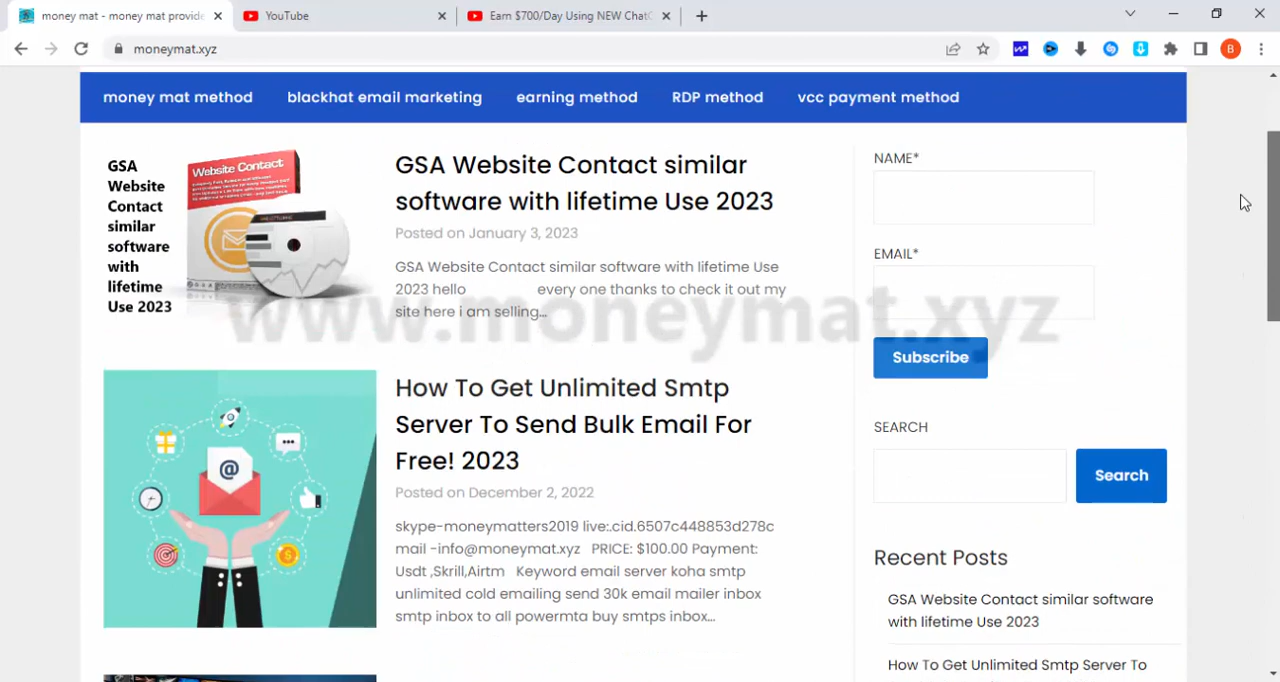 money mat - money mat provide
YouTube
Earn $700/Day Using NEW ChatG
moneymat.xyz
B
money mat method
blackhat email marketing
earning method
RDP method
vcc payment method
GSA
Website
Contact
similar
software
with
lifetime
Use 2023
Website Contact
GSA Website Contact similar
software with lifetime Use 2023
Posted on January 3, 2023
GSA Website Contact similar software with lifetime Use
2023 hello every one thanks to check it out my
site here i am selling...
www.moneymat.xyz
How To Get Unlimited Smtp
Server To Send Bulk Email For
Free! 2023
Posted on December 2, 2022
skype-moneymatters2019 live:.cid.6507c448853d278c
mail -info@moneymat.xyz PRICE: $100.00 Payment:
Usdt ,Skrill,Airtm Keyword email server koha smtp
unlimited cold emailing send 30k email mailer inbox
smtp inbox to all powermta buy smtps inbox...
@
NAME*
EMAIL*
Subscribe
SEARCH
Search
Recent Posts
GSA Website Contact similar software
with lifetime Use 2023
How To Get Unlimited Smtp Server To